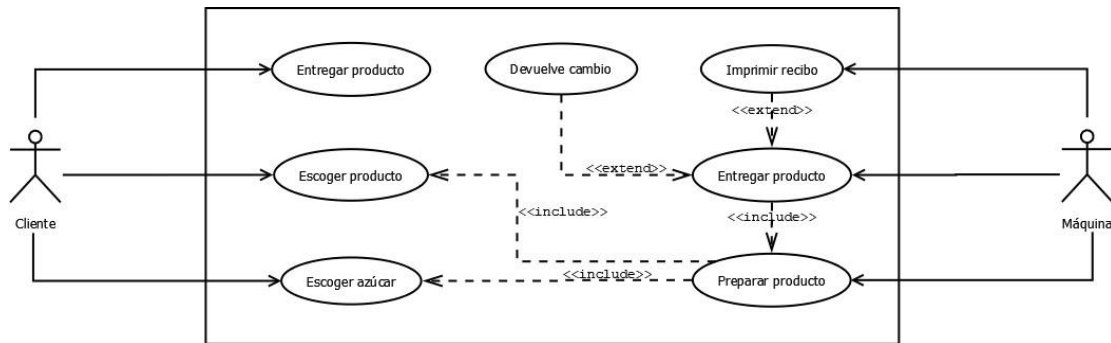 Entregar producto
Devuelve cambio
Imprimir recibo
<<extend>>
Escoger producto
<<extend>>
Entregar producto
Cliente
<<include>>
<<include>>
Máquina
Escoger azúcar
<<include>>
Preparar producto